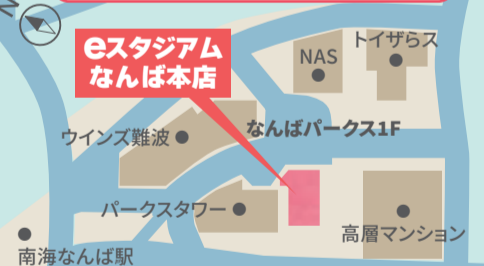 N
トイザらス
eスタジアム
なんば本店
NAS
ウインズ難波
なんばパークス1F
パークスタワー
高層マンション
南海なんば駅